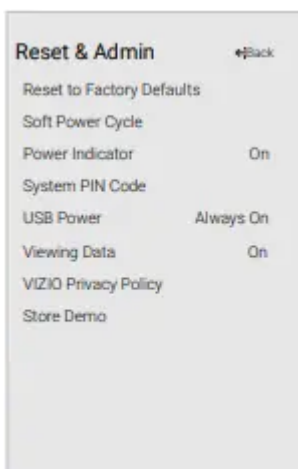 Reset & Admin Back
Reset to Factory Defaults
Soft Power Cycle
Power Indicator On
System PIN Code
USB Power Always On
Viewing Data On
VIZIO Privacy Policy
Store Demo